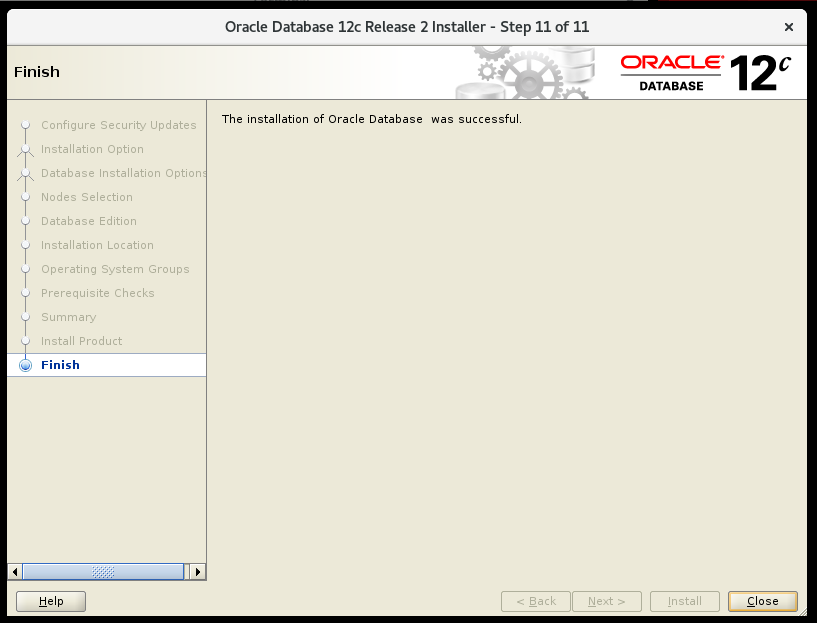 Oracle Database 12c Release 2 Installer - Step 11 of 11
Finish
ORACLE
DATABASE
12c
Configure Security Updates
Installation Option
Database Installation Options
Nodes Selection
Database Edition
Installation Location
Operating System Groups
Prerequisite Checks
Summary
Install Product
Finish
The installation of Oracle Database was successful.
Help
< Back
Next >
Install
Close